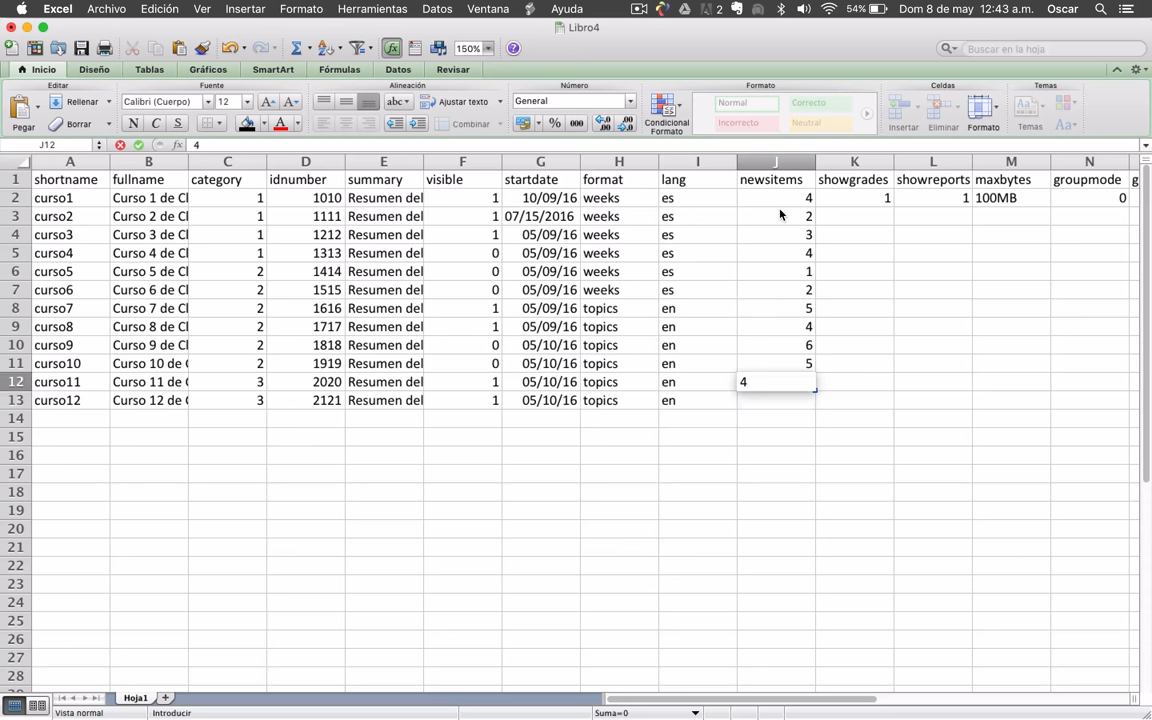 Excel Archivo Edición Ver Insertar Formato Herramientas Datos Ventana Ayuda 2 54% Dom 8 de may 12:43 a.m. Oscar
Libro4
150% Buscar en la hoja
Inicio Diseño Tablas Gráficos SmartArt Fórmulas Datos Revisar
Editar Fuente Alineación Número Formato Celdas Temas
Pegar Rellenar Calibri (Cuerpo) 12 A A abc Ajustar texto General Condicional Formato Normal Correcto Insertar Eliminar Formato Temas Aa
Borrar N C S A Combinar % 000 Incorrecto Neutral
J12 fx 4
A B C D E F G H I J K L M N
1 shortname fullname category idnumber summary visible startdate format lang newsitems showgrades showreports maxbytes groupmode g
2 curso1 Curso 1 de Cl 1 1010 Resumen del 1 10/09/16 weeks es 4 1 1 100MB 0
3 curso2 Curso 2 de Cl 1 1111 Resumen del 1 07/15/2016 weeks es 2
4 curso3 Curso 3 de Cl 1 1212 Resumen del 1 05/09/16 weeks es 3
5 curso4 Curso 4 de Cl 1 1313 Resumen del 0 05/09/16 weeks es 4
6 curso5 Curso 5 de Cl 2 1414 Resumen del 0 05/09/16 weeks es 1
7 curso6 Curso 6 de Cl 2 1515 Resumen del 0 05/09/16 weeks es 2
8 curso7 Curso 7 de Cl 2 1616 Resumen del 1 05/09/16 topics en 5
9 curso8 Curso 8 de Cl 2 1717 Resumen del 1 05/09/16 topics en 4
10 curso9 Curso 9 de Cl 2 1818 Resumen del 0 05/10/16 topics en 6
11 curso10 Curso 10 de 2 1919 Resumen del 0 05/10/16 topics en 5
12 curso11 Curso 11 de 3 2020 Resumen del 1 05/10/16 topics en 4
13 curso12 Curso 12 de 3 2121 Resumen del 1 05/10/16 topics en
14
15
16
17
18
19
20
21
22
23
24
25
26
27
28
Hoja1
Vista normal Introducir Suma=0